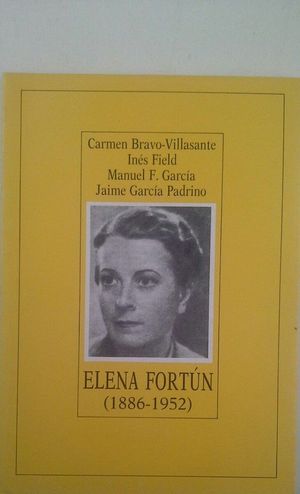 Carmen Bravo-Villasante
Inés Field
Manuel F. García
Jaime García Padrino
ELENA FORTÚN
(1886-1952)